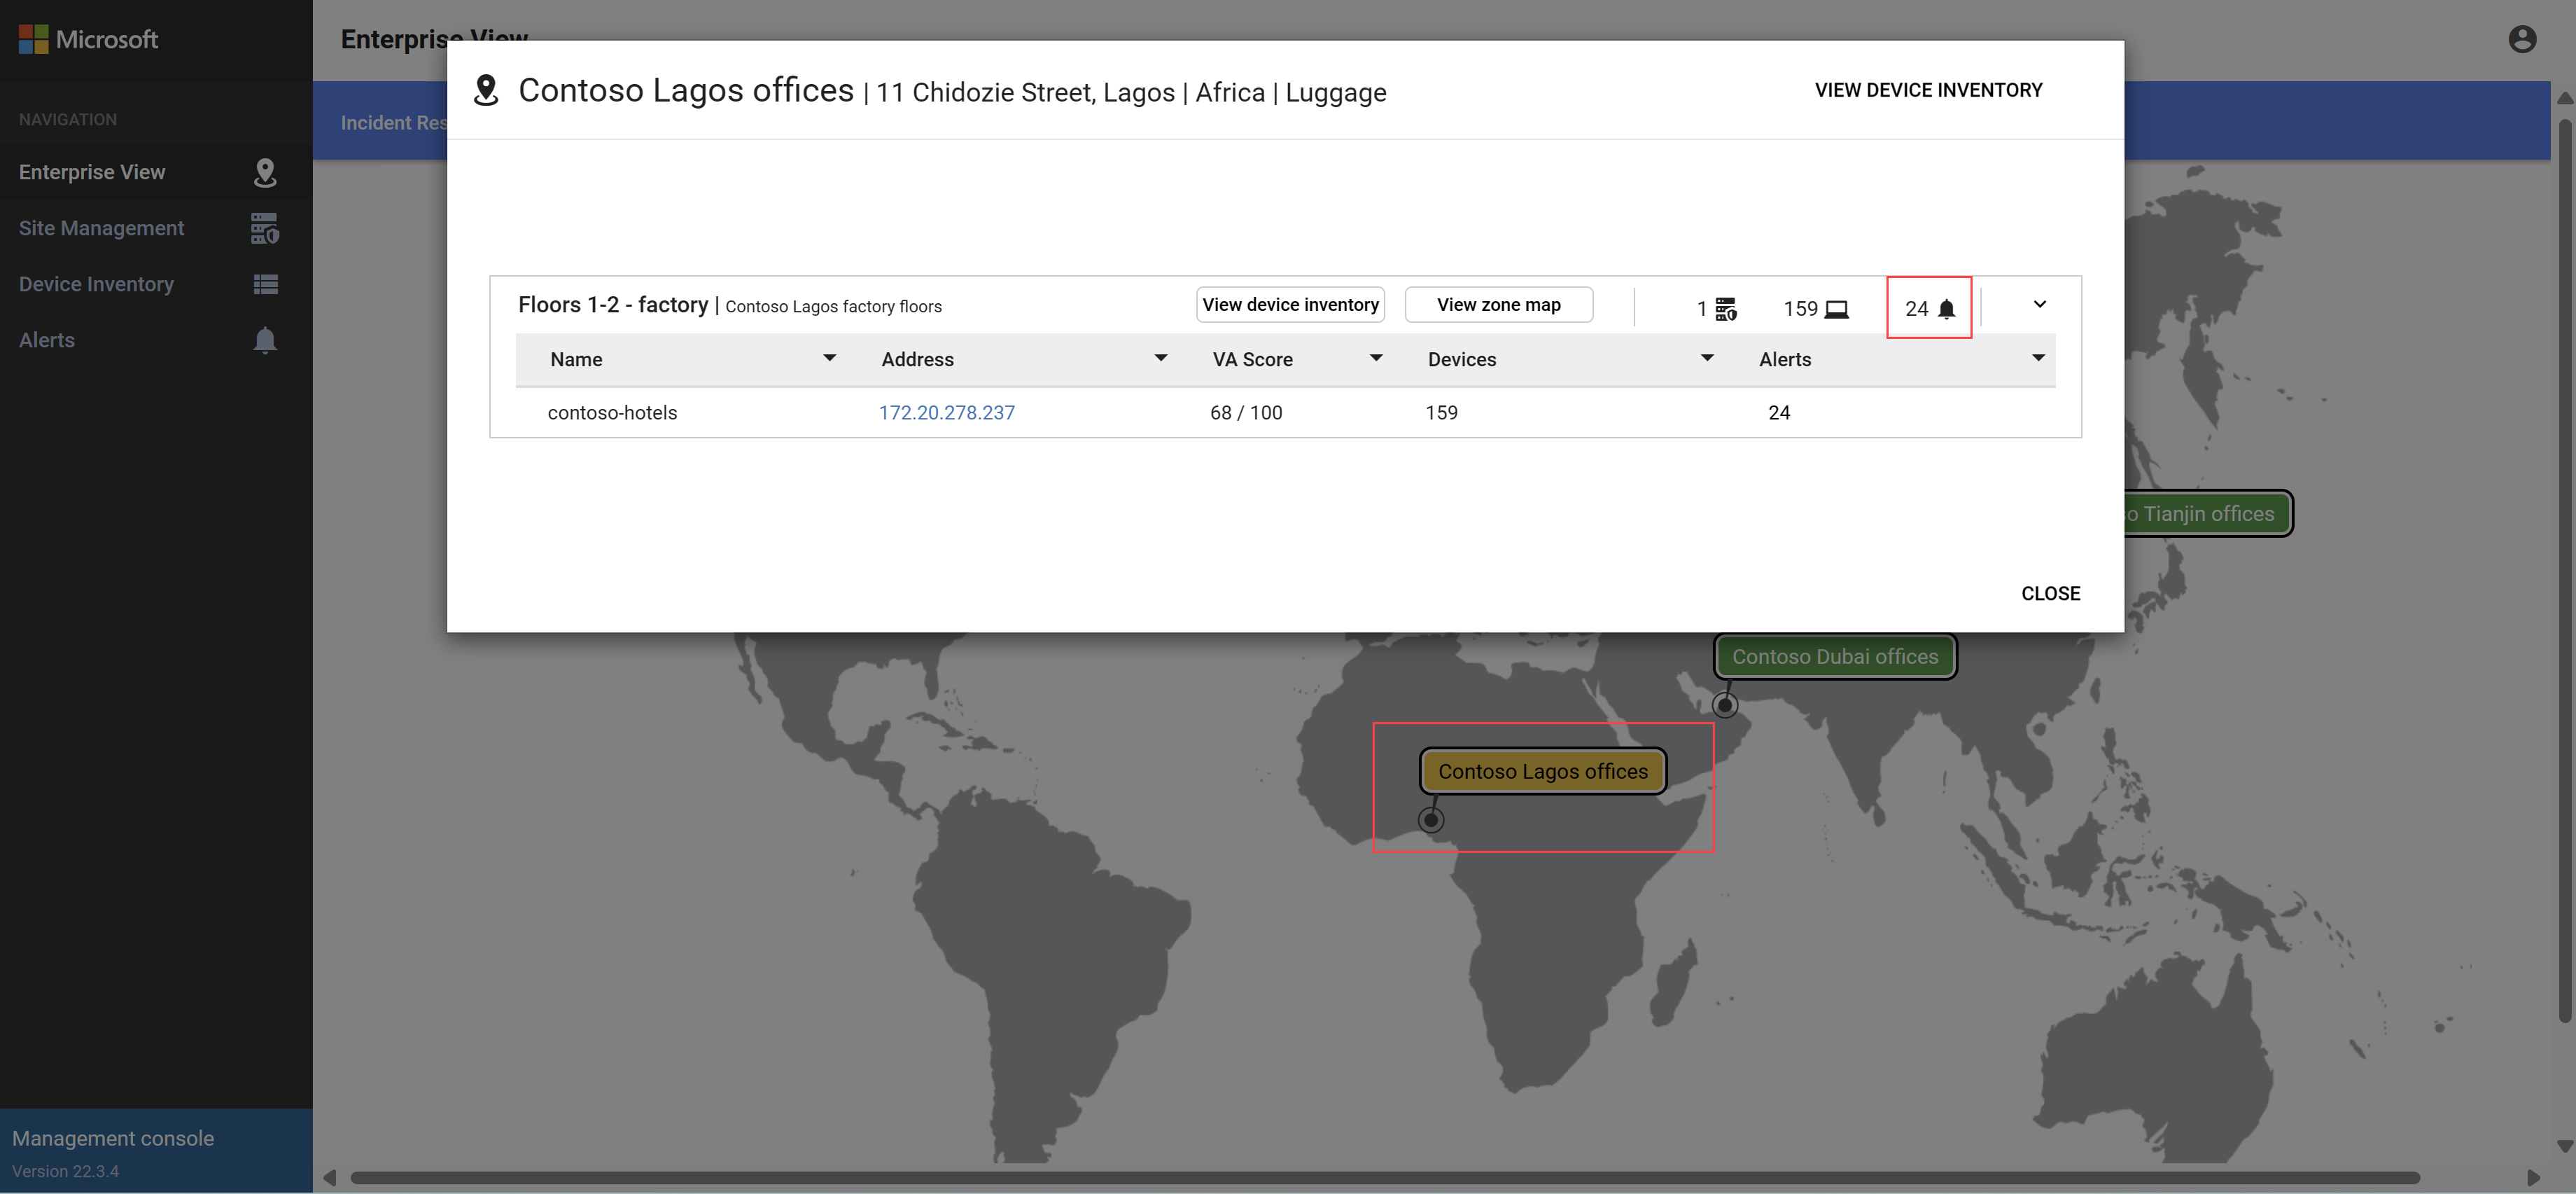 Microsoft
NAVIGATION
Enterprise View
Site Management
Device Inventory
Alerts
Management console
Version 22.3.4
Enterprise View
Incident Res
Contoso Lagos offices | 11 Chidozie Street, Lagos | Africa | Luggage
VIEW DEVICE INVENTORY
Floors 1-2 - factory | Contoso Lagos factory floors
View device inventory
View zone map
1
159
24
Name Address VA Score Devices Alerts
contoso-hotels 172.20.278.237 68 / 100 159 24
CLOSE
so Tianjin offices
Contoso Dubai offices
Contoso Lagos offices